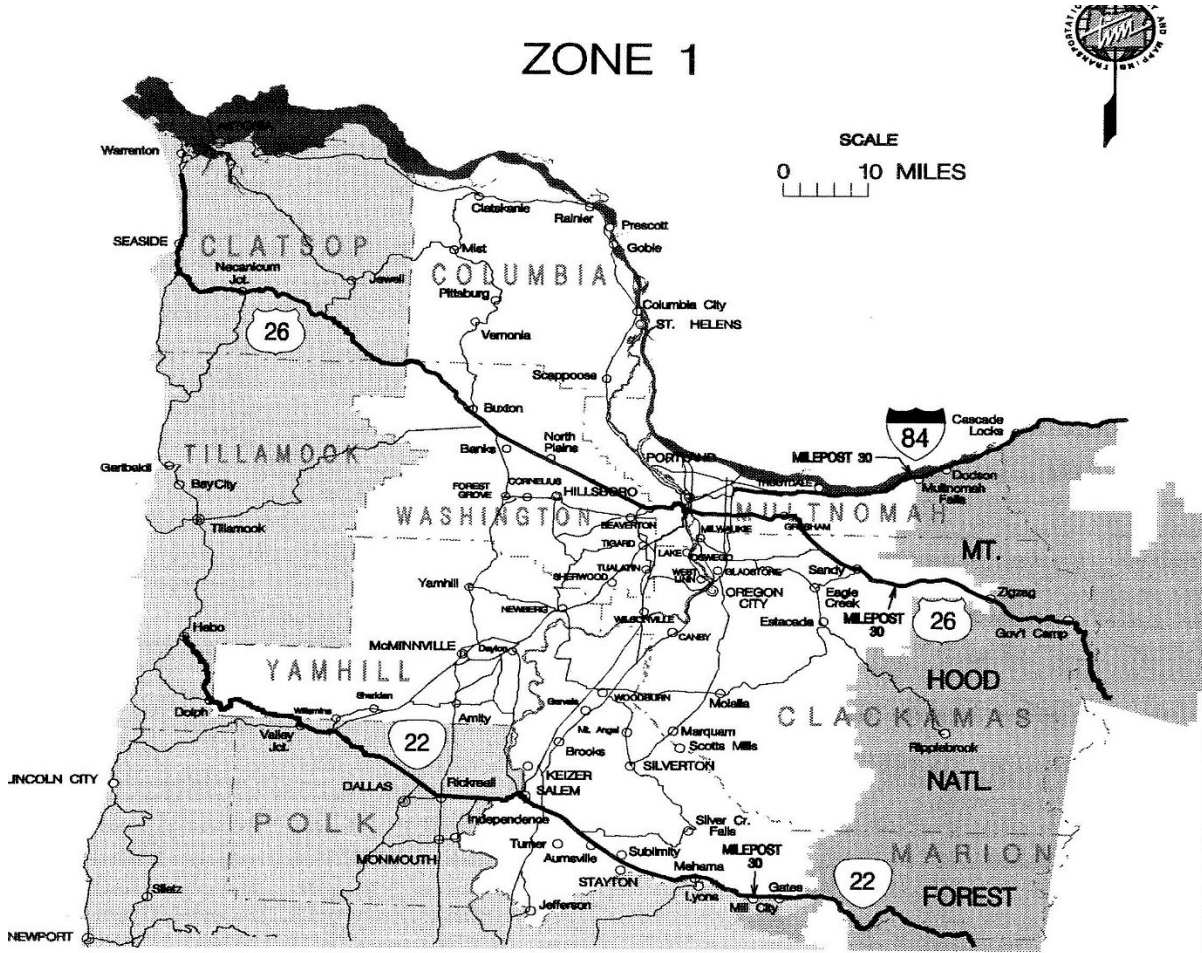 ZONE 1
TRANSPORTATION
AND MAPPING
SCALE
0 10 MILES
ASTORIA
Warrenton
Clatskanie
Rainier
Prescott
SEASIDE
CLATSOP
Mist
Goble
Necanicum
Jct.
Jewell
COLUMBIA
Pittsburg
Columbia City
26
Vernonia
ST. HELENS
Scappoose
Buxton
84
Cascade
Locks
TILLAMOOK
Banks
North
Plains
PORTLAND
MILEPOST 30
Dodson
Garibaldi
BayCity
FOREST
GROVE
CORNELIUS
HILLSBORO
TROUTDALE
Multnomah
Falls
Tillamook
WASHINGTON
BEAVERTON
MULTNOMAH
GRESHAM
MILWAUKIE
TIGARD
LAKE
OSWEGO
MT.
TUALATIN
WEST
LINN
GLADSTONE
Sandy
Yamhill
SHERWOOD
OREGON
CITY
Eagle
Creek
Zigzag
NEWBERG
WILSONVILLE
Estacada
MILEPOST
30
26
Gov't Camp
Hebo
CANBY
McMINNVILLE
Dayton
YAMHILL
HOOD
Sheridan
WOODBURN
Molalla
Dolph
Willamina
Amity
Gervais
CLACKAMAS
Valley
Jct.
22
Mt. Angel
Marquam
Brooks
Scotts Mills
Ripplebrook
KEIZER
SILVERTON
LINCOLN CITY
DALLAS
Rickreall
SALEM
NATL.
Independence
Silver Cr.
Falls
POLK
MONMOUTH
Turner
Aumsville
Sublimity
MILEPOST
30
MARION
STAYTON
Mehama
Lyons
Gates
Mill City
22
FOREST
Siletz
Jefferson
NEWPORT